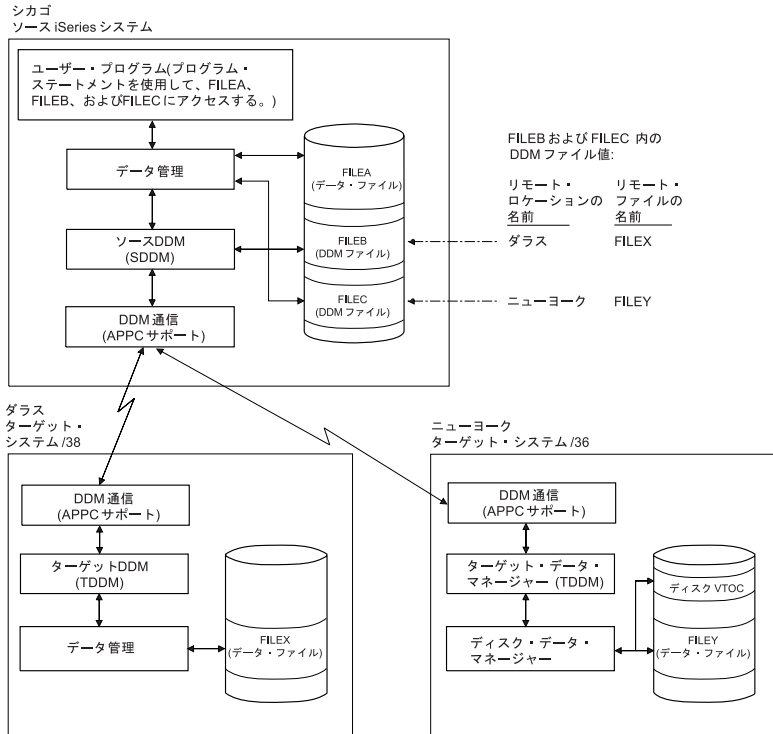 シカゴ
ソース iSeries システム
ユーザー・プログラム(プログラム・
ステートメントを使用して、FILEA、
FILEB、およびFILEC にアクセスする。)
データ管理
ソースDDM
(SDDM)
DDM 通信
(APPC サポート)
FILEA
(データ・ファイル)
FILEB
(DDM ファイル)
FILEC
(DDM ファイル)
FILEB および FILEC 内の
DDM ファイル値:
リモート・
ロケーションの
名前
リモート・
ファイルの
名前
ダラス
FILEX
ニューヨーク
FILEY
ダラス
ターゲット・
システム /38
DDM 通信
(APPC サポート)
ターゲットDDM
(TDDM)
データ管理
FILEX
(データ・ファイル)
ニューヨーク
ターゲット・システム /36
DDM 通信
(APPC サポート)
ターゲット・データ・
マネージャー (TDDM)
ディスク・データ・
マネージャー
ディスク VTOC
FILEY
(データ・ファイル)